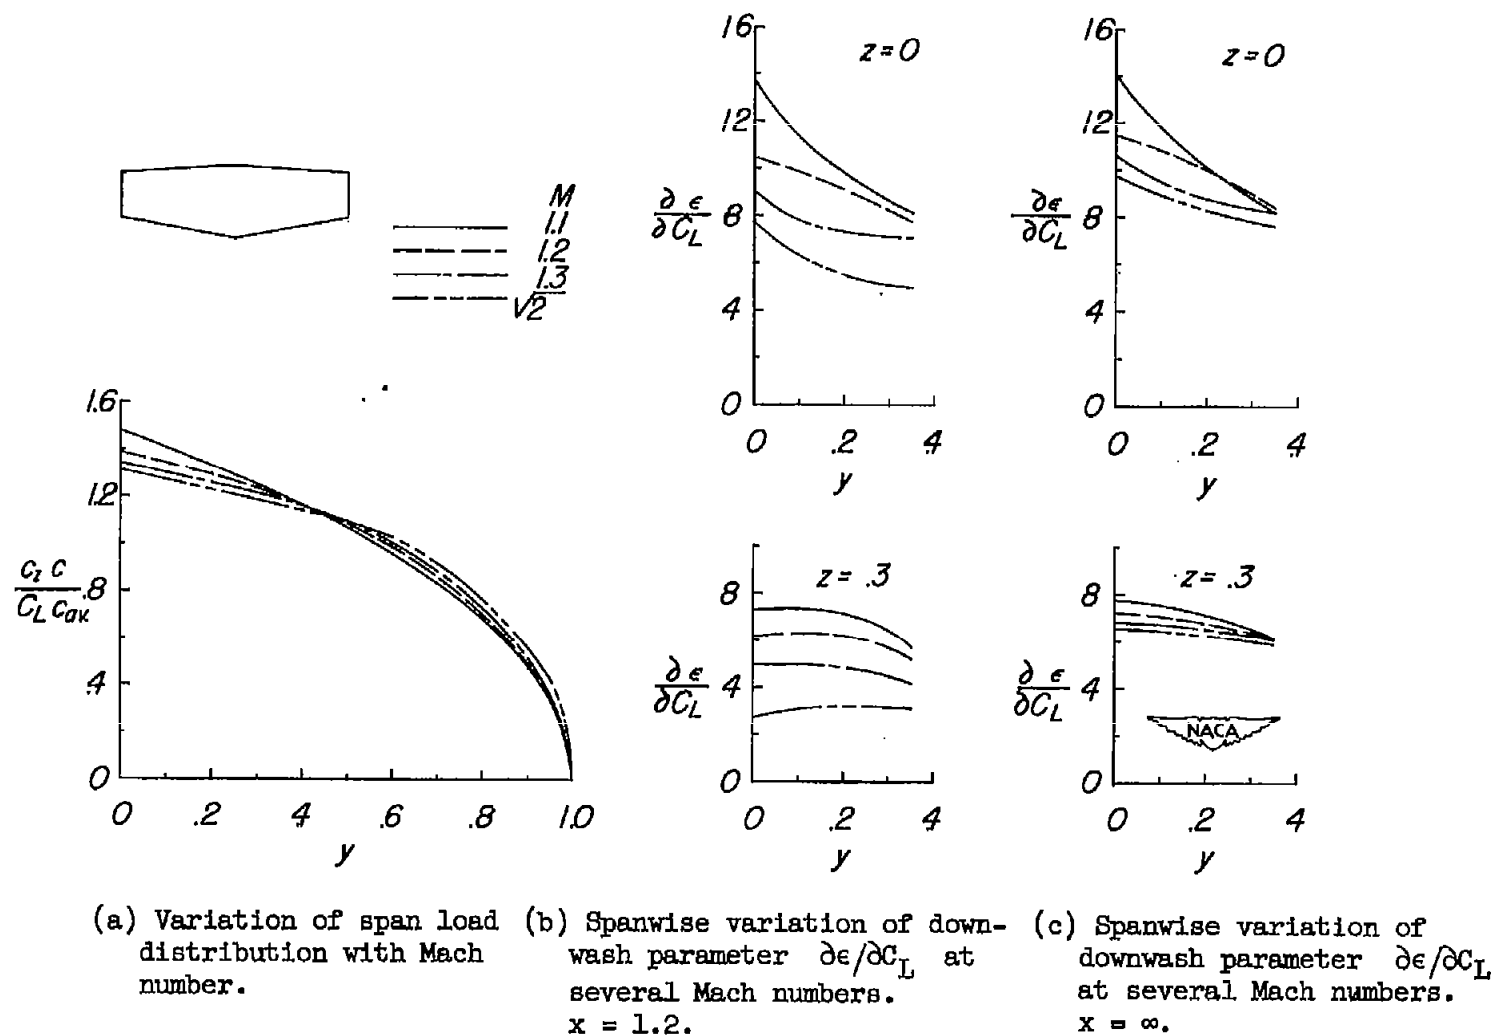 M
1.1
1.2
1.3
√2
1.6
1.2
.8
.4
0
c_l c
C_L c_av.
0 .2 .4 .6 .8 1.0
y
z=0
16
12
8
4
0
∂ε
∂C_L
0 .2 .4
y
z=.3
8
4
0
∂ε
∂C_L
0 .2 .4
y
z=0
16
12
8
4
0
∂ε
∂C_L
0 .2 .4
y
z=.3
8
4
0
∂ε
∂C_L
NACA
0 .2 .4
y
(a) Variation of span load
distribution with Mach
number.
(b) Spanwise variation of down-
wash parameter ∂ε/∂C_L at
several Mach numbers.
x = 1.2.
(c) Spanwise variation of
downwash parameter ∂ε/∂C_L
at several Mach numbers.
x = ∞.